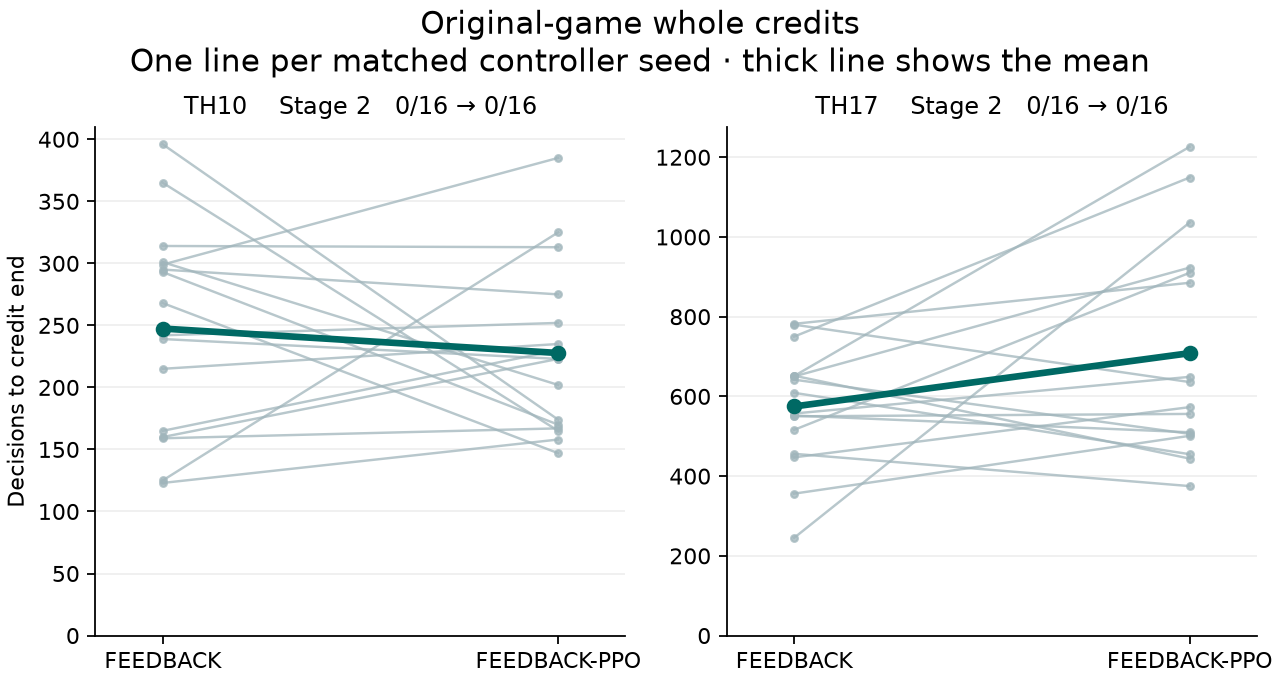 Original-game whole credits
One line per matched controller seed · thick line shows the mean
TH10 Stage 2 0/16 → 0/16
Decisions to credit end
400
350
300
250
200
150
100
50
0
FEEDBACK
FEEDBACK-PPO
TH17 Stage 2 0/16 → 0/16
1200
1000
800
600
400
200
0
FEEDBACK
FEEDBACK-PPO